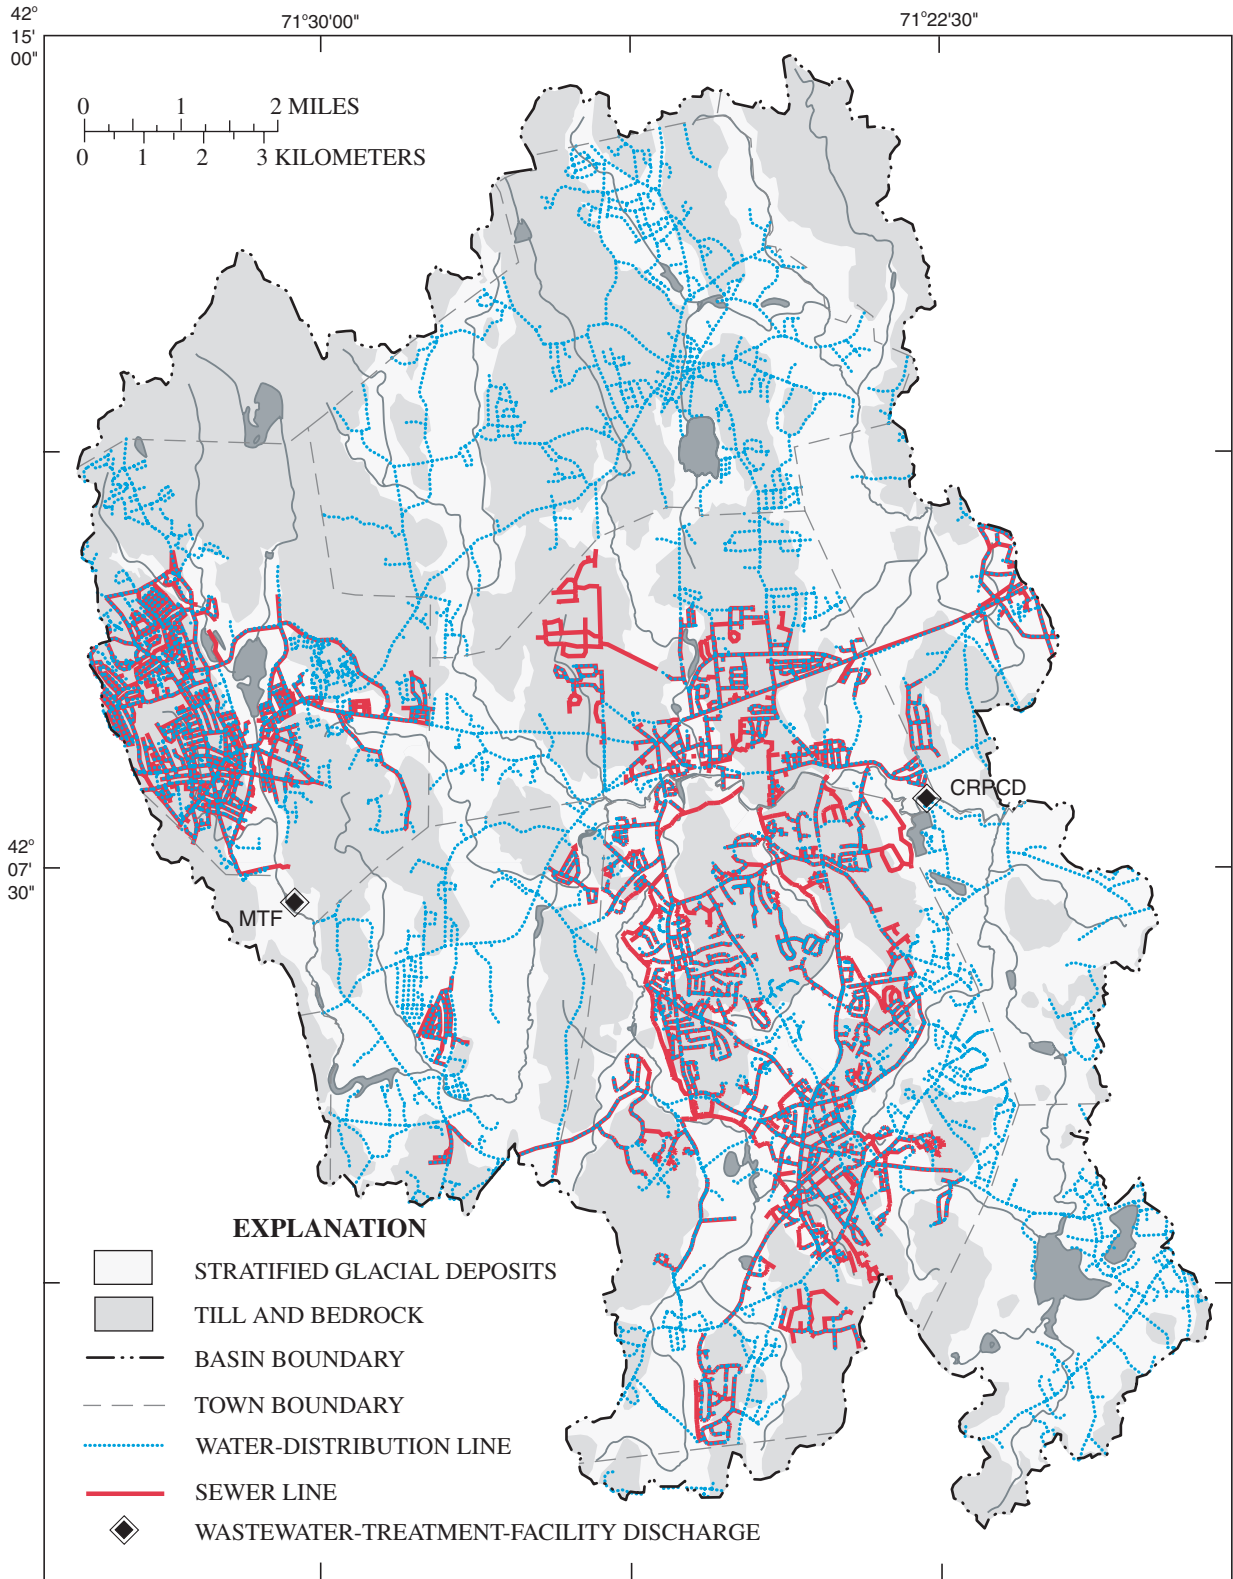 42°
15'
00"
71°30'00"
71°22'30"
0 1 2 MILES
0 1 2 3 KILOMETERS
CRPCD
42°
07'
30"
MTF
EXPLANATION
STRATIFIED GLACIAL DEPOSITS
TILL AND BEDROCK
BASIN BOUNDARY
TOWN BOUNDARY
WATER-DISTRIBUTION LINE
SEWER LINE
WASTEWATER-TREATMENT-FACILITY DISCHARGE